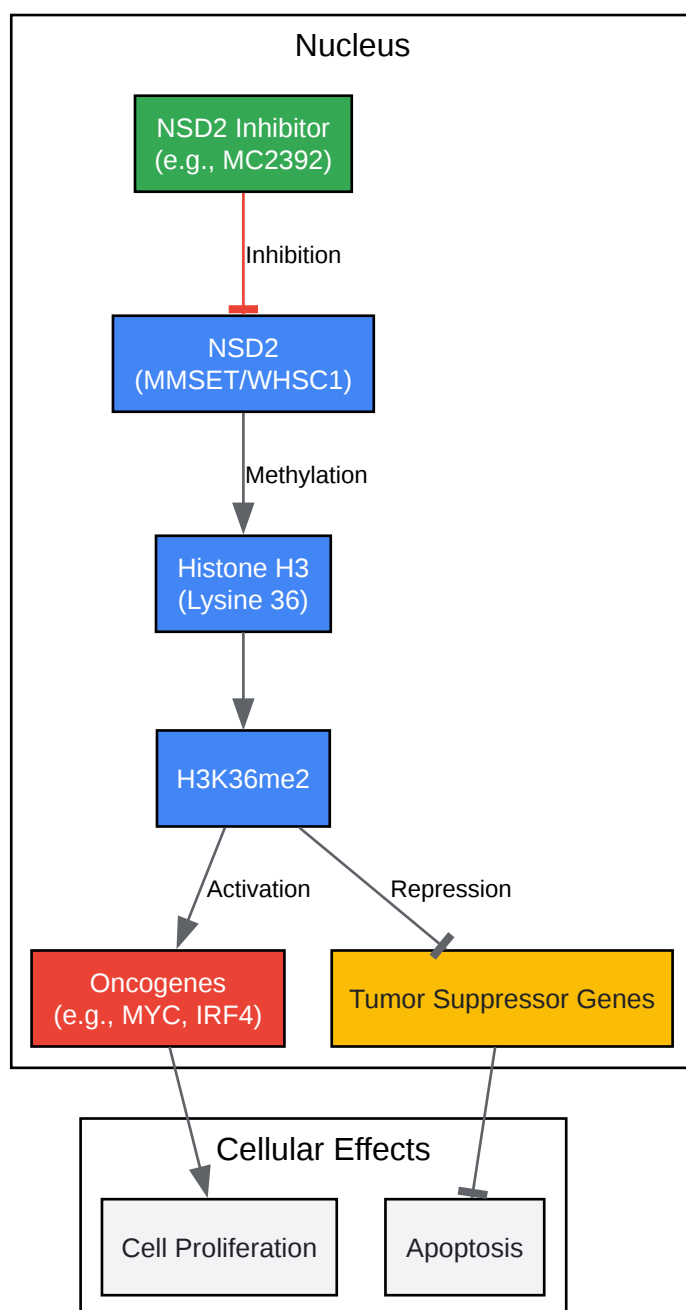 Nucleus
NSD2 Inhibitor
(e.g., MC2392)
Inhibition
NSD2
(MMSET/WHSC1)
Methylation
Histone H3
(Lysine 36)
H3K36me2
Activation
Repression
Oncogenes
(e.g., MYC, IRF4)
Tumor Suppressor Genes
Cellular Effects
Cell Proliferation
Apoptosis